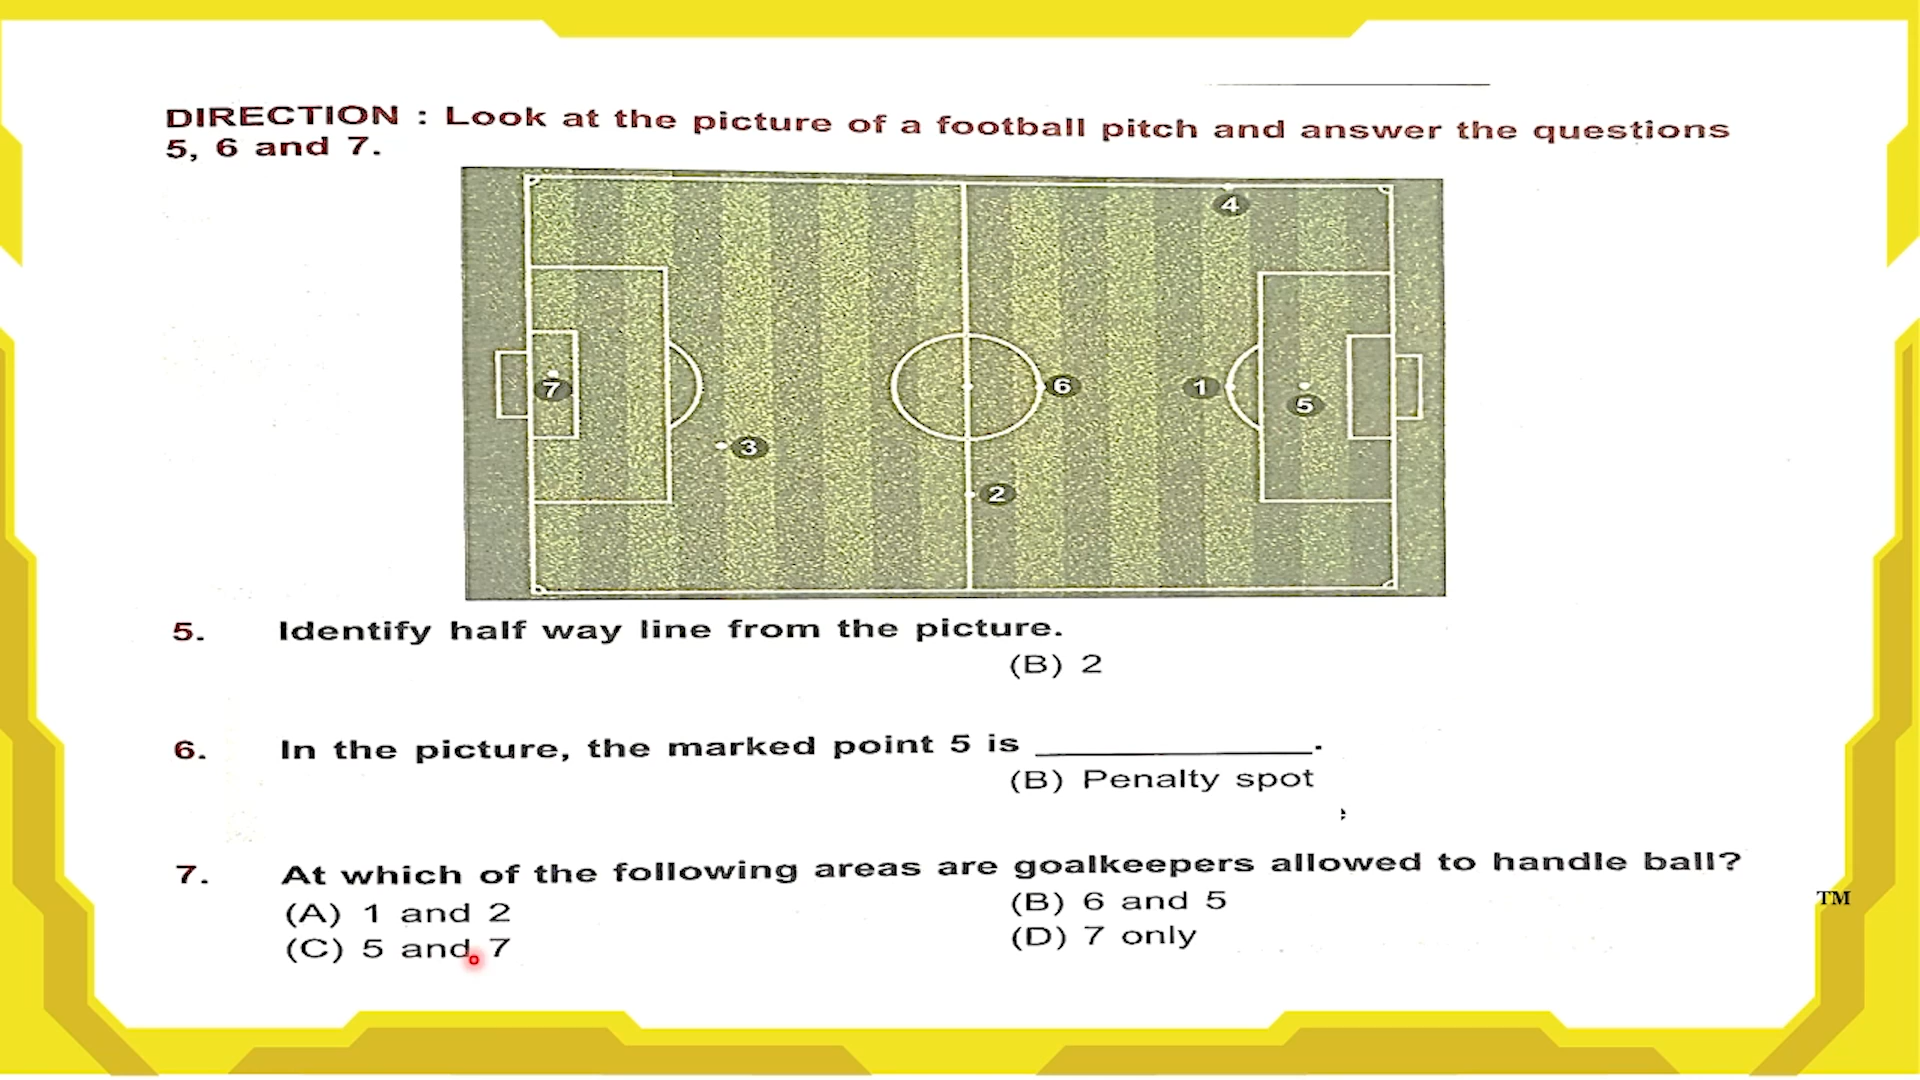 DIRECTION : Look at the picture of a football pitch and answer the questions
5, 6 and 7.
4
7
6
1
5
3
2
5. Identify half way line from the picture.
(B) 2
6. In the picture, the marked point 5 is ____________.
(B) Penalty spot
7. At which of the following areas are goalkeepers allowed to handle ball?
(A) 1 and 2 (B) 6 and 5
(C) 5 and 7 (D) 7 only
TM